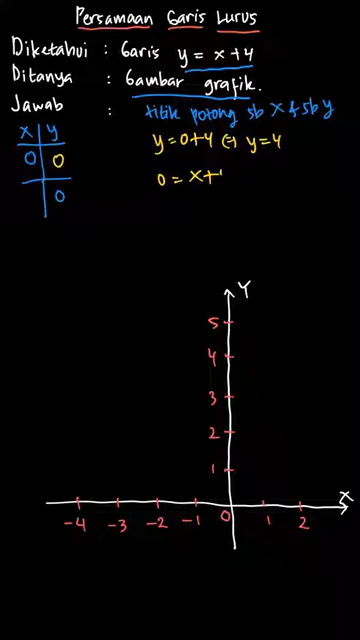 Persamaan Garis Lurus
Diketahui : Garis y = x + 4
Ditanya : Gambar grafik.
Jawab : titik potong sb X & sb y
x y
0 0
0
y = 0 + 4 (=) y = 4
0 = x +
Y
5
4
3
2
1
X
-4 -3 -2 -1 0 1 2